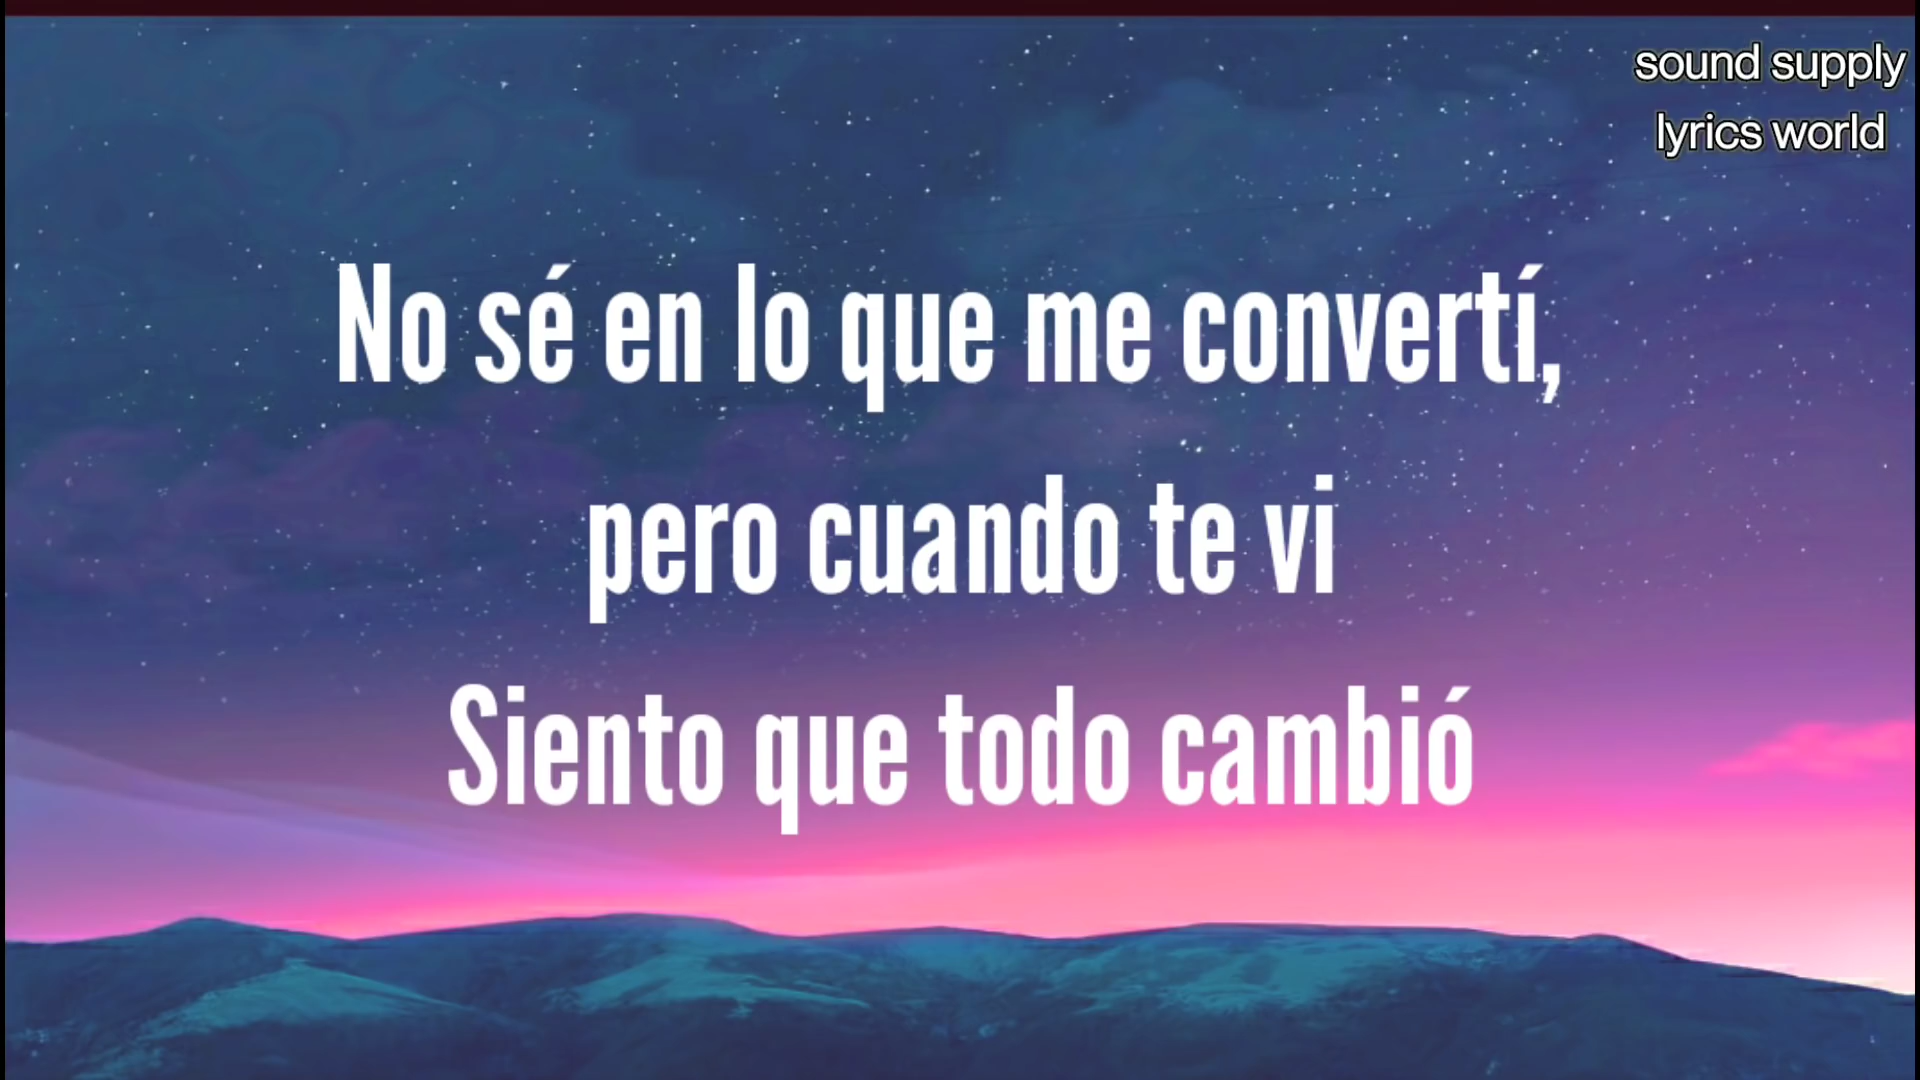 sound supply
lyrics world
No sé en lo que me convertí,
pero cuando te vi
Siento que todo cambió